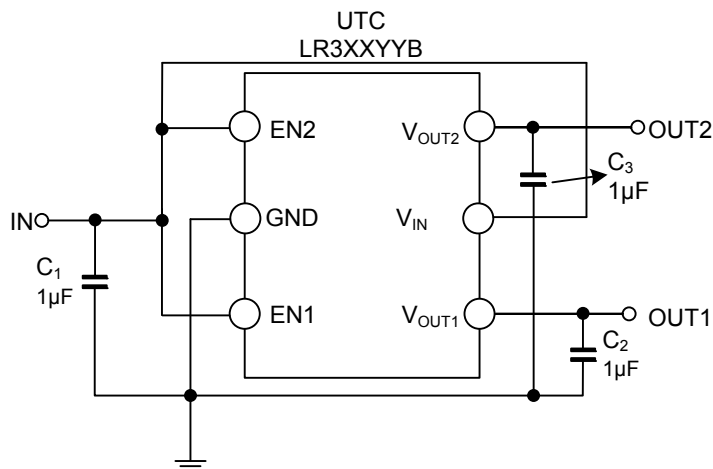 UTC
LR3XXYYB
EN2
VOUT2
OUT2
C3
1µF
IN
GND
VIN
C1
1µF
EN1
VOUT1
OUT1
C2
1µF